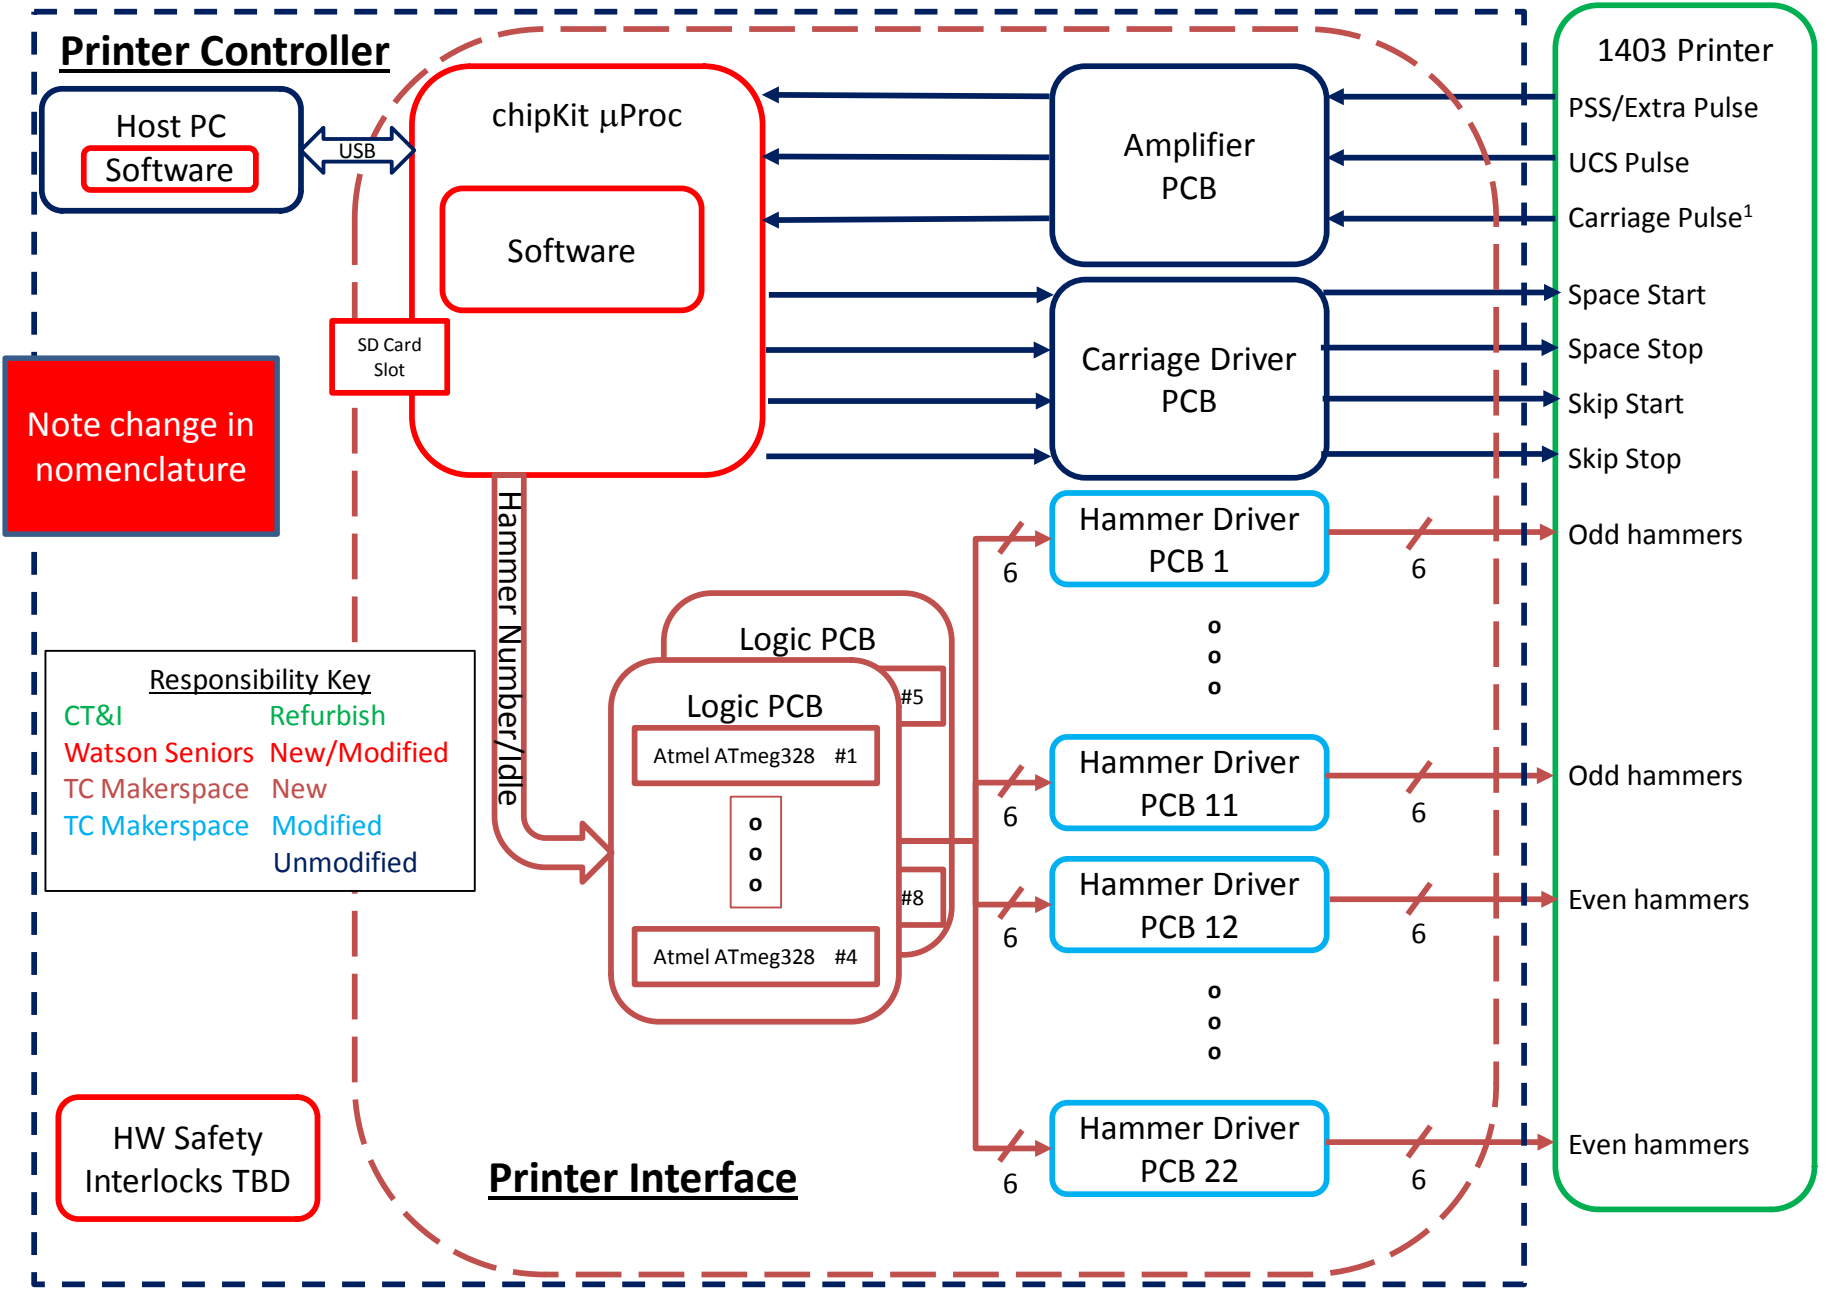 Printer Controller
Host PC
Software
USB
chipKit μProc
Software
SD Card
Slot
Amplifier
PCB
Carriage Driver
PCB
1403 Printer
PSS/Extra Pulse
UCS Pulse
Carriage Pulse¹
Space Start
Space Stop
Skip Start
Skip Stop
Note change in
nomenclature
Hammer Number/Idle
Responsibility Key
CT&I Refurbish
Watson Seniors New/Modified
TC Makerspace New
TC Makerspace Modified
Unmodified
Logic PCB
#5
#8
Logic PCB
Atmel ATmeg328 #1
o
o
o
Atmel ATmeg328 #4
6
Hammer Driver
PCB 1
6
Odd hammers
o
o
o
6
Hammer Driver
PCB 11
6
Odd hammers
6
Hammer Driver
PCB 12
6
Even hammers
o
o
o
6
Hammer Driver
PCB 22
6
Even hammers
HW Safety
Interlocks TBD
Printer Interface